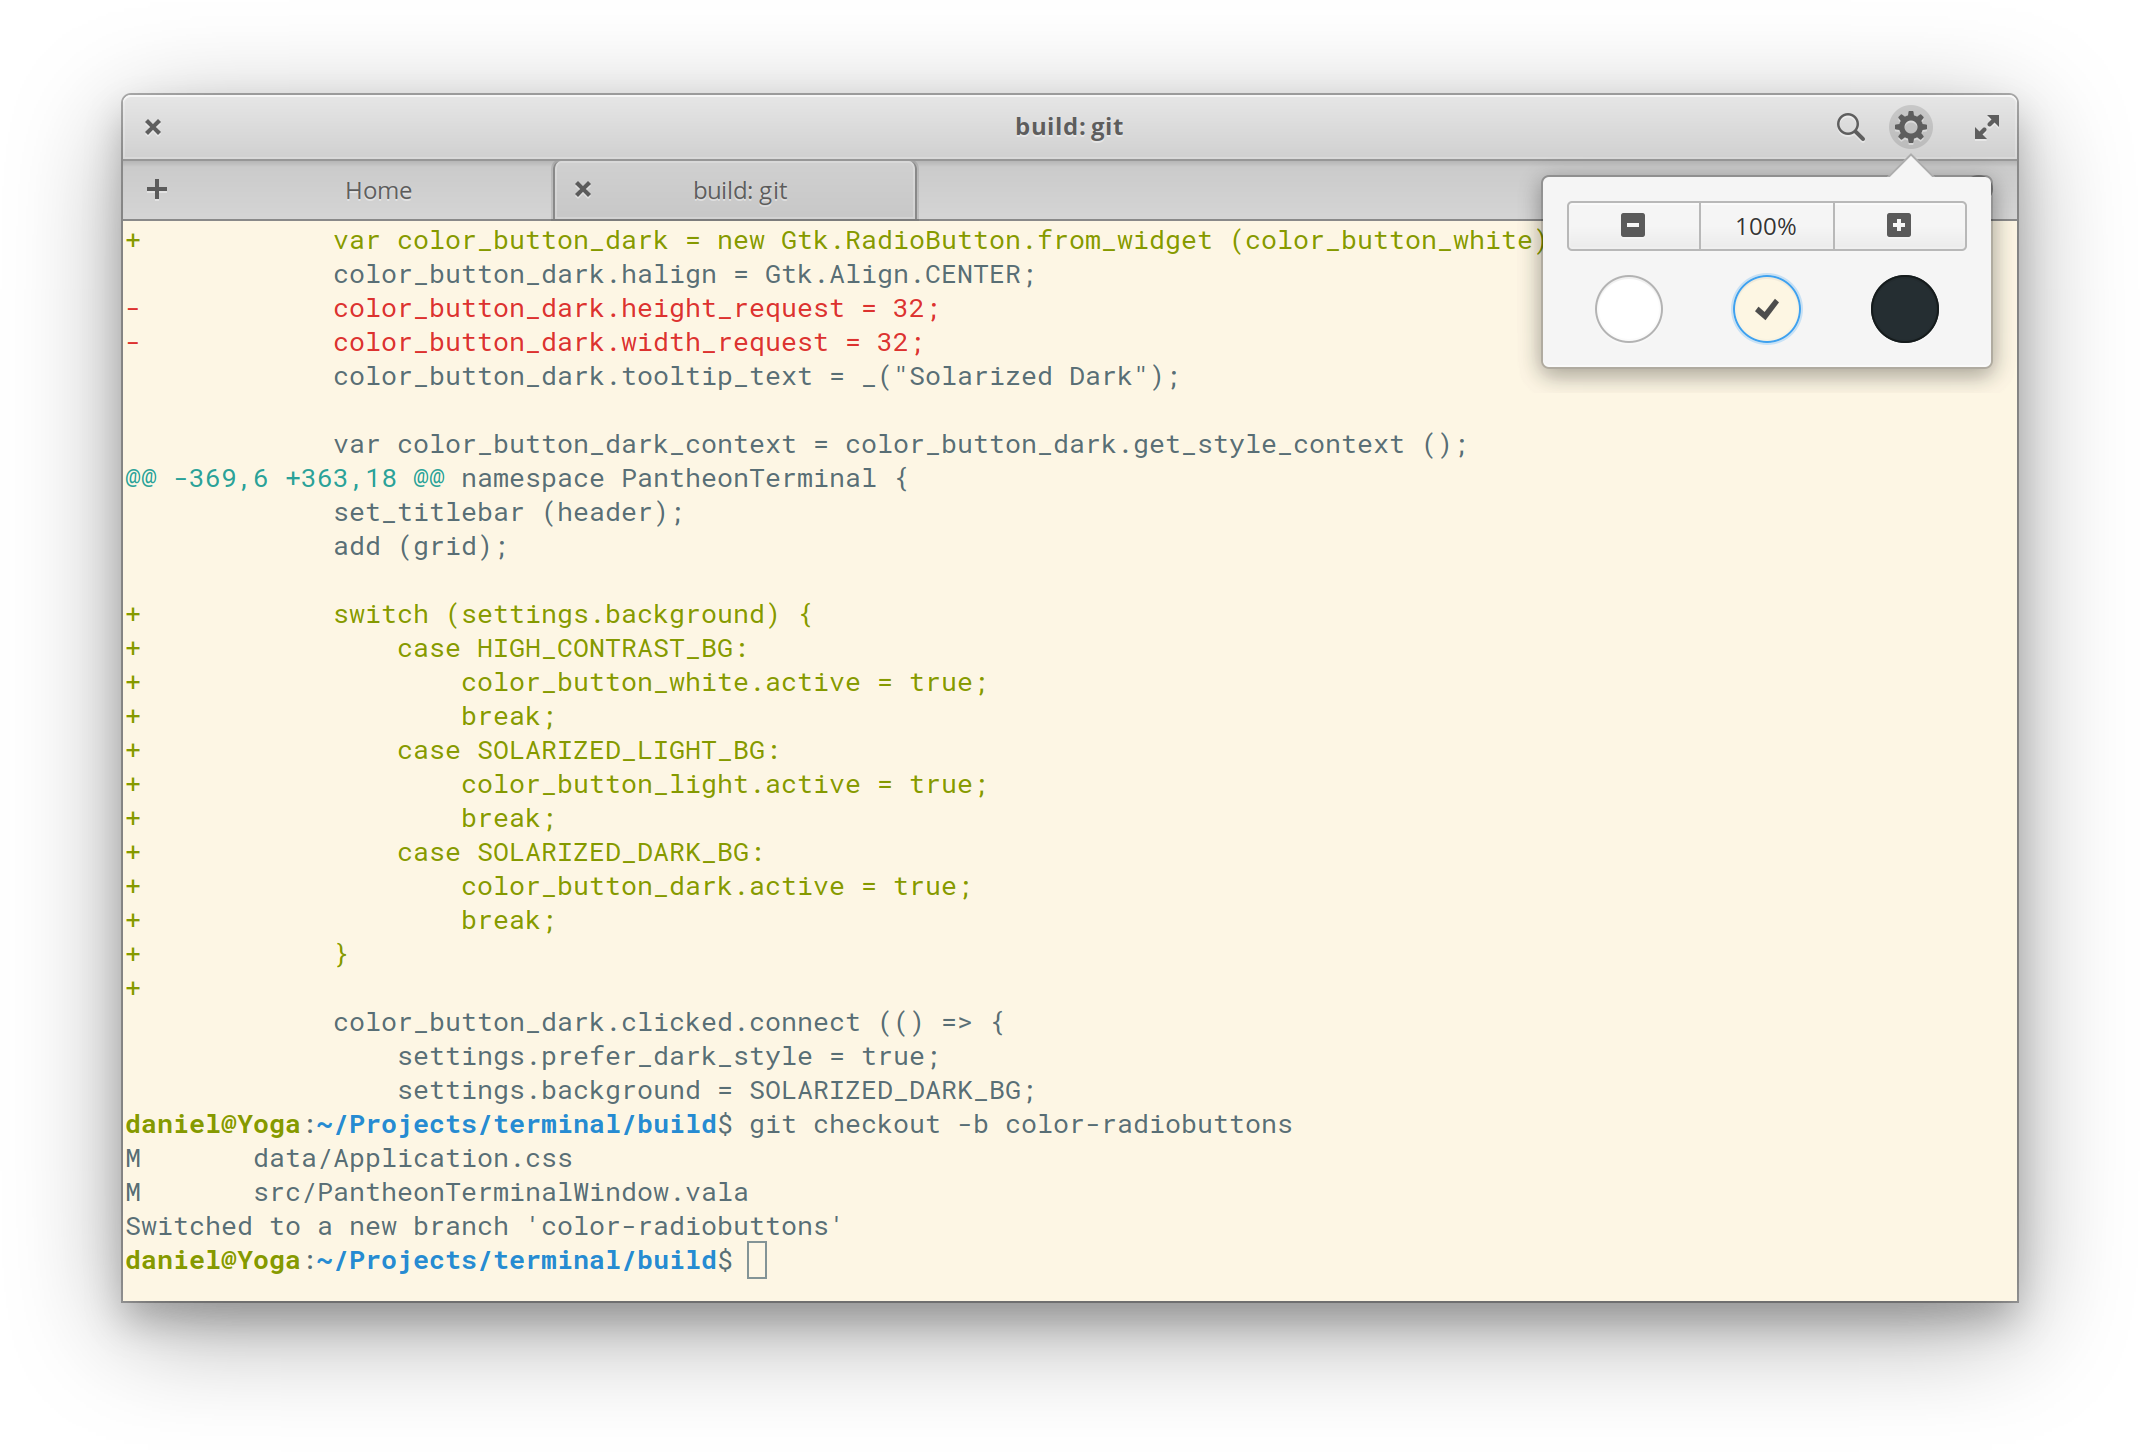 build: git
Home
build: git
100%
+            var color_button_dark = new Gtk.RadioButton.from_widget (color_button_white)
             color_button_dark.halign = Gtk.Align.CENTER;
-            color_button_dark.height_request = 32;
-            color_button_dark.width_request = 32;
             color_button_dark.tooltip_text = _("Solarized Dark");
             var color_button_dark_context = color_button_dark.get_style_context ();
@@ -369,6 +363,18 @@ namespace PantheonTerminal {
             set_titlebar (header);
             add (grid);
+            switch (settings.background) {
+                case HIGH_CONTRAST_BG:
+                    color_button_white.active = true;
+                    break;
+                case SOLARIZED_LIGHT_BG:
+                    color_button_light.active = true;
+                    break;
+                case SOLARIZED_DARK_BG:
+                    color_button_dark.active = true;
+                    break;
+            }
+
             color_button_dark.clicked.connect (() => {
                 settings.prefer_dark_style = true;
                 settings.background = SOLARIZED_DARK_BG;
daniel@Yoga:~/Projects/terminal/build$ git checkout -b color-radiobuttons
M       data/Application.css
M       src/PantheonTerminalWindow.vala
Switched to a new branch 'color-radiobuttons'
daniel@Yoga:~/Projects/terminal/build$